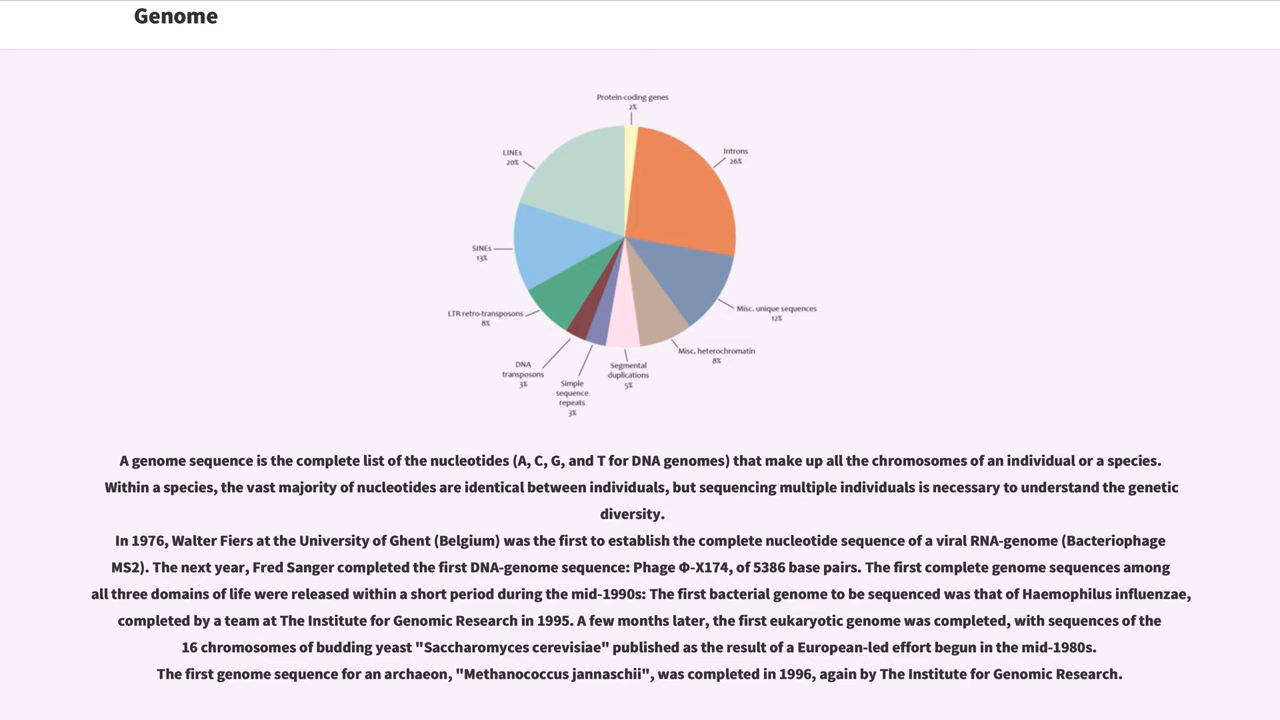 Genome
Protein-coding genes
2%
LINEs
20%
Introns
26%
SINEs
13%
Misc. unique sequences
12%
LTR retro-transposons
8%
Misc. heterochromatin
8%
DNA
transposons
3%
Segmental
duplications
5%
Simple
sequence
repeats
3%
A genome sequence is the complete list of the nucleotides (A, C, G, and T for DNA genomes) that make up all the chromosomes of an individual or a species.
Within a species, the vast majority of nucleotides are identical between individuals, but sequencing multiple individuals is necessary to understand the genetic
diversity.
In 1976, Walter Fiers at the University of Ghent (Belgium) was the first to establish the complete nucleotide sequence of a viral RNA-genome (Bacteriophage
MS2). The next year, Fred Sanger completed the first DNA-genome sequence: Phage Φ-X174, of 5386 base pairs. The first complete genome sequences among
all three domains of life were released within a short period during the mid-1990s: The first bacterial genome to be sequenced was that of Haemophilus influenzae,
completed by a team at The Institute for Genomic Research in 1995. A few months later, the first eukaryotic genome was completed, with sequences of the
16 chromosomes of budding yeast "Saccharomyces cerevisiae" published as the result of a European-led effort begun in the mid-1980s.
The first genome sequence for an archaeon, "Methanococcus jannaschii", was completed in 1996, again by The Institute for Genomic Research.